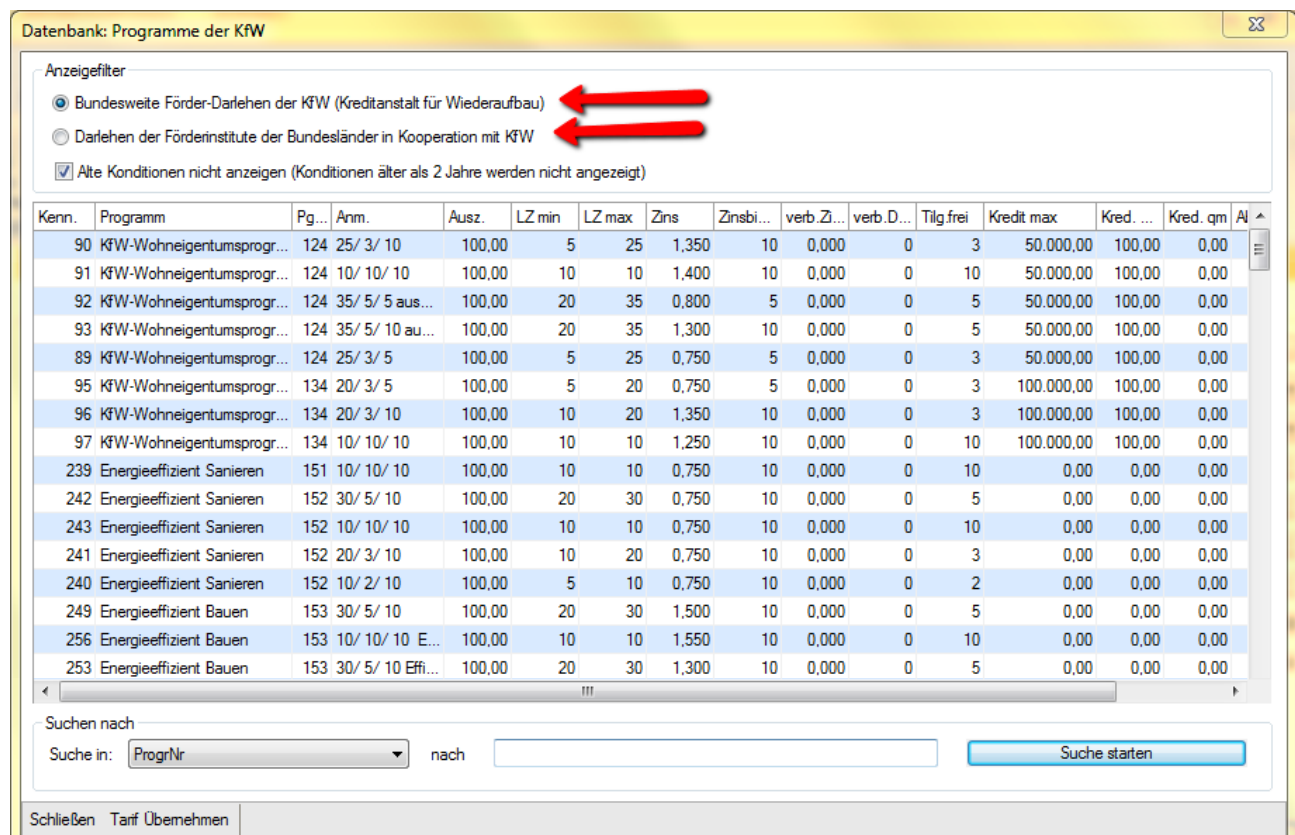 Datenbank: Programme der KfW
Anzeigefilter
Bundesweite Förder-Darlehen der KfW (Kreditanstalt für Wiederaufbau)
Darlehen der Förderinstitute der Bundesländer in Kooperation mit KfW
Alte Konditionen nicht anzeigen (Konditionen älter als 2 Jahre werden nicht angezeigt)
Kenn. Programm Pg... Anm. Ausz. LZ min LZ max Zins Zinsbi... verb.Zi... verb.D... Tilg.frei Kredit max Kred. ... Kred. qm Al
90 KfW-Wohneigentumsprogr... 124 25/ 3/ 10 100,00 5 25 1,350 10 0,000 0 3 50.000,00 100,00 0,00
91 KfW-Wohneigentumsprogr... 124 10/ 10/ 10 100,00 10 10 1,400 10 0,000 0 10 50.000,00 100,00 0,00
92 KfW-Wohneigentumsprogr... 124 35/ 5/ 5 aus... 100,00 20 35 0,800 5 0,000 0 5 50.000,00 100,00 0,00
93 KfW-Wohneigentumsprogr... 124 35/ 5/ 10 au... 100,00 20 35 1,300 10 0,000 0 5 50.000,00 100,00 0,00
89 KfW-Wohneigentumsprogr... 124 25/ 3/ 5 100,00 5 25 0,750 5 0,000 0 3 50.000,00 100,00 0,00
95 KfW-Wohneigentumsprogr... 134 20/ 3/ 5 100,00 5 20 0,750 5 0,000 0 3 100.000,00 100,00 0,00
96 KfW-Wohneigentumsprogr... 134 20/ 3/ 10 100,00 10 20 1,350 10 0,000 0 3 100.000,00 100,00 0,00
97 KfW-Wohneigentumsprogr... 134 10/ 10/ 10 100,00 10 10 1,250 10 0,000 0 10 100.000,00 100,00 0,00
239 Energieeffizient Sanieren 151 10/ 10/ 10 100,00 10 10 0,750 10 0,000 0 10 0,00 0,00 0,00
242 Energieeffizient Sanieren 152 30/ 5/ 10 100,00 20 30 0,750 10 0,000 0 5 0,00 0,00 0,00
243 Energieeffizient Sanieren 152 10/ 10/ 10 100,00 10 10 0,750 10 0,000 0 10 0,00 0,00 0,00
241 Energieeffizient Sanieren 152 20/ 3/ 10 100,00 10 20 0,750 10 0,000 0 3 0,00 0,00 0,00
240 Energieeffizient Sanieren 152 10/ 2/ 10 100,00 5 10 0,750 10 0,000 0 2 0,00 0,00 0,00
249 Energieeffizient Bauen 153 30/ 5/ 10 100,00 20 30 1,500 10 0,000 0 5 0,00 0,00 0,00
256 Energieeffizient Bauen 153 10/ 10/ 10 E... 100,00 10 10 1,550 10 0,000 0 10 0,00 0,00 0,00
253 Energieeffizient Bauen 153 30/ 5/ 10 Effi... 100,00 20 30 1,300 10 0,000 0 5 0,00 0,00 0,00
Suchen nach
Suche in: ProgrNr nach Suche starten
Schließen Tarif Übernehmen